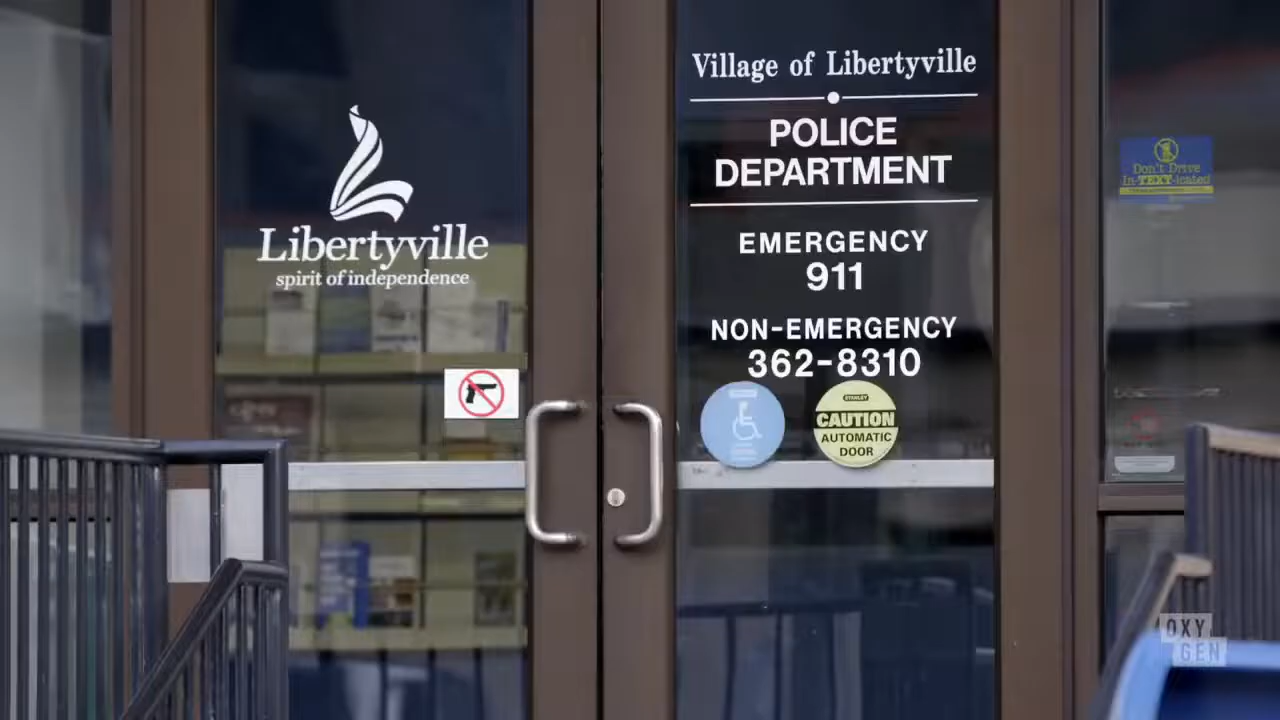 Libertyville
spirit of independence
Village of Libertyville
POLICE
DEPARTMENT
EMERGENCY
911
NON-EMERGENCY
362-8310
STANLEY
CAUTION
AUTOMATIC
DOOR
Don't Drive
In-TEXT-icated
OXY
GEN